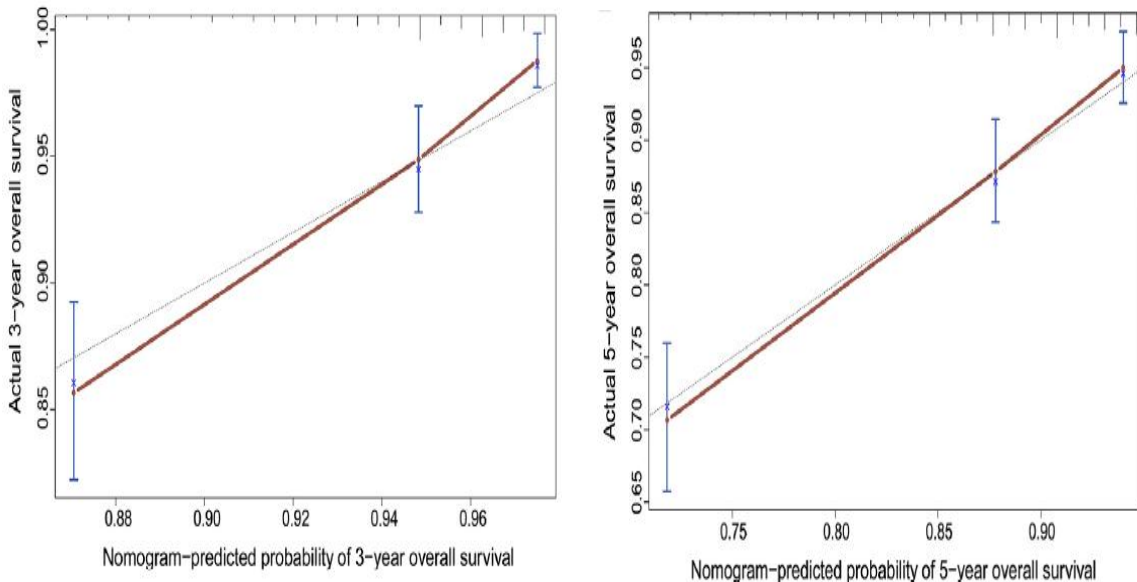 Actual 3-year overall survival
1.00
0.95
0.90
0.85
0.88 0.90 0.92 0.94 0.96
Nomogram-predicted probability of 3-year overall survival
Actual 5-year overall survival
0.95
0.90
0.85
0.80
0.75
0.70
0.65
0.75 0.80 0.85 0.90
Nomogram-predicted probability of 5-year overall survival